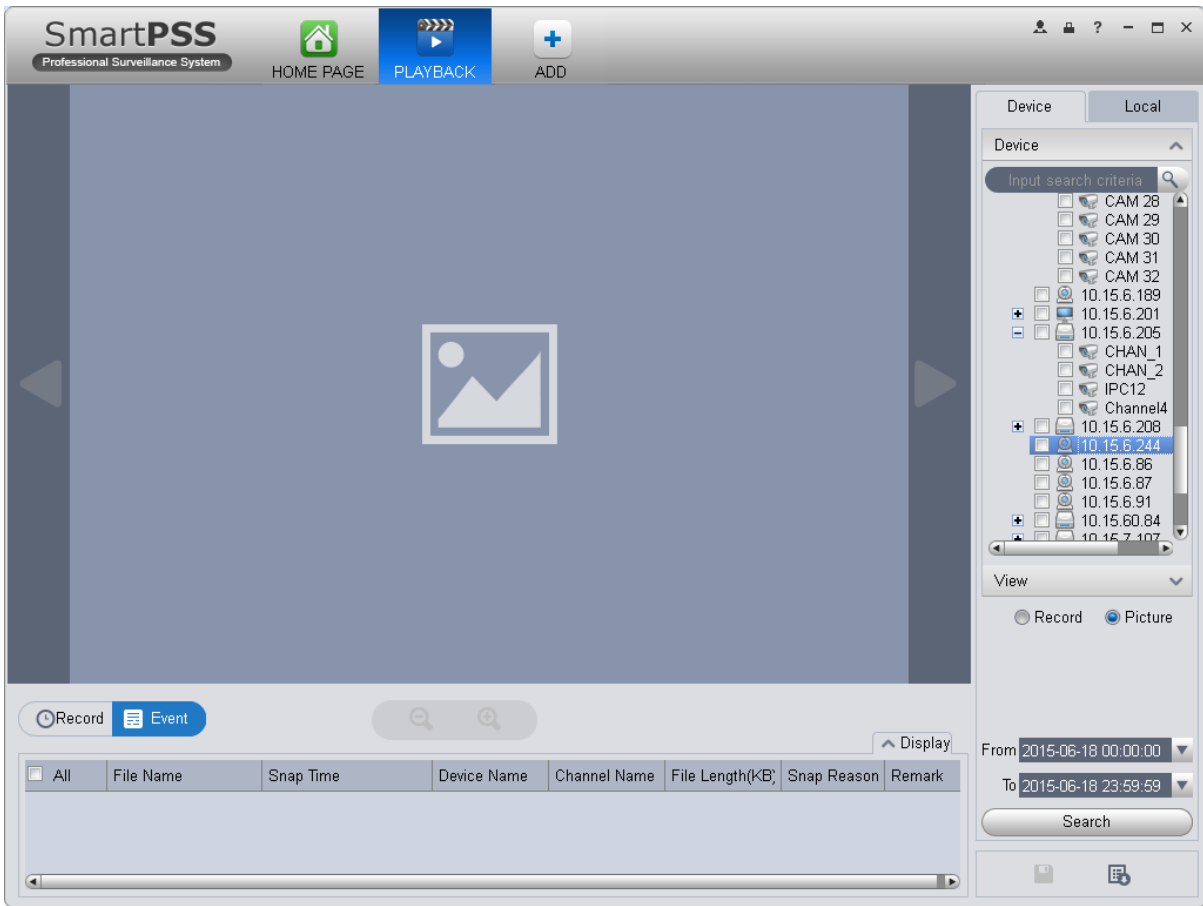 SmartPSS
Professional Surveillance System
HOME PAGE
PLAYBACK
ADD
?
Device
Local
Device
Input search criteria
CAM 28
CAM 29
CAM 30
CAM 31
CAM 32
10.15.6.189
10.15.6.201
10.15.6.205
CHAN_1
CHAN_2
IPC12
Channel4
10.15.6.208
10.15.6.244
10.15.6.86
10.15.6.87
10.15.6.91
10.15.60.84
10.15.7.107
View
Record Picture
Record Event
Display
From 2015-06-18 00:00:00
To 2015-06-18 23:59:59
Search
All File Name Snap Time Device Name Channel Name File Length(KB) Snap Reason Remark